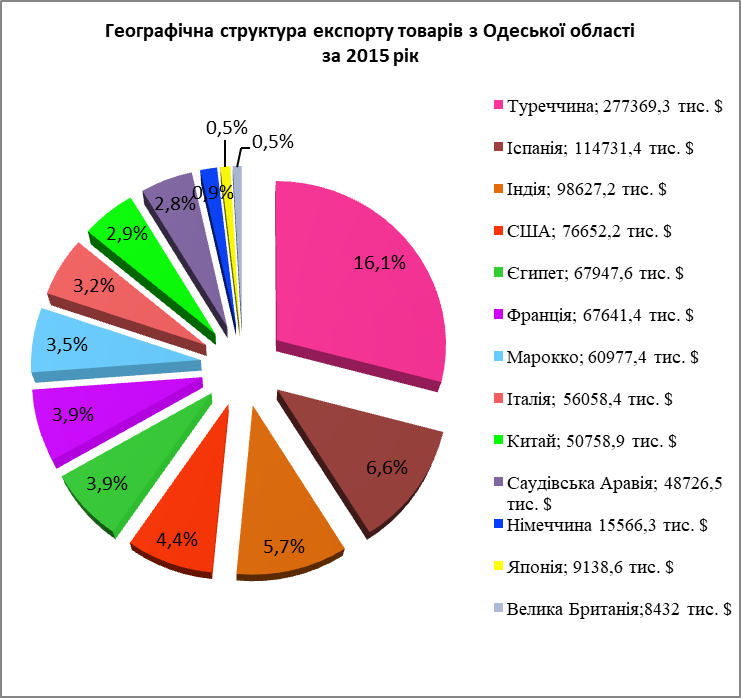 Географічна структура експорту товарів з Одеської області
за 2015 рік
0,5%
0,5%
0,9%
2,8%
2,9%
3,2%
3,5%
3,9%
3,9%
4,4%
5,7%
6,6%
16,1%
Туреччина; 277369,3 тис. $
Іспанія; 114731,4 тис. $
Індія; 98627,2 тис. $
США; 76652,2 тис. $
Єгипет; 67947,6 тис. $
Франція; 67641,4 тис. $
Марокко; 60977,4 тис. $
Італія; 56058,4 тис. $
Китай; 50758,9 тис. $
Саудівська Аравія; 48726,5
тис. $
Німеччина 15566,3 тис. $
Японія; 9138,6 тис. $
Велика Британія;8432 тис. $